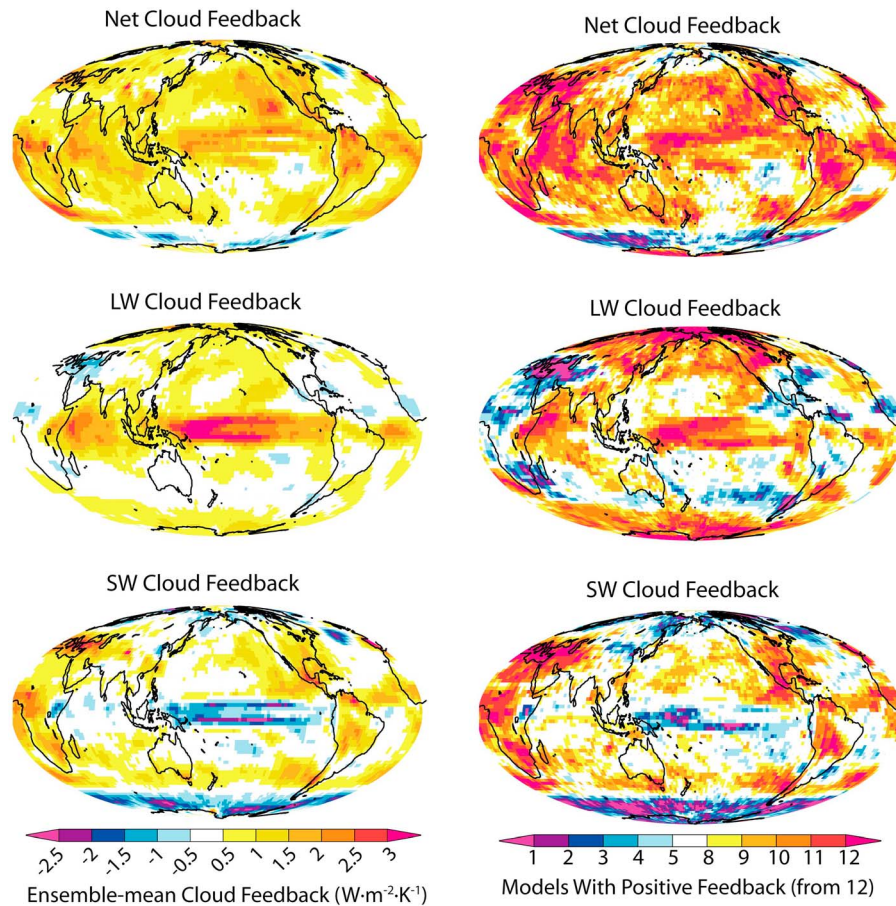 Net Cloud Feedback
Net Cloud Feedback
LW Cloud Feedback
LW Cloud Feedback
SW Cloud Feedback
SW Cloud Feedback
-2.5 -2 -1.5 -1 -0.5 0.5 1 1.5 2 2.5 3
1 2 3 4 5 8 9 10 11 12
Ensemble-mean Cloud Feedback (W·m⁻²·K⁻¹)
Models With Positive Feedback (from 12)